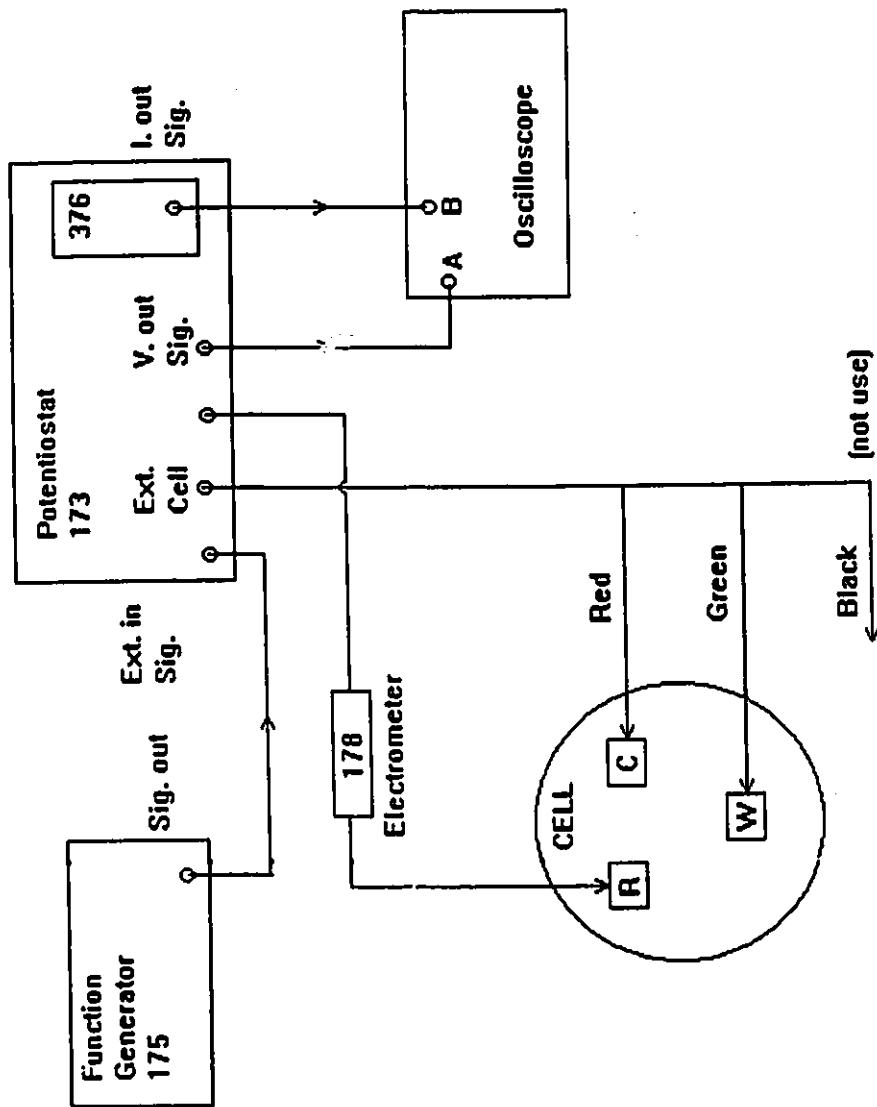 Function
Generator
175
Sig. out
Ext. in
Sig.
Potentiostat
173
Ext.
Cell
V. out
Sig.
376
I. out
Sig.
178
Electrometer
A
B
Oscilloscope
CELL
R
C
W
Red
Green
Black
(not use)